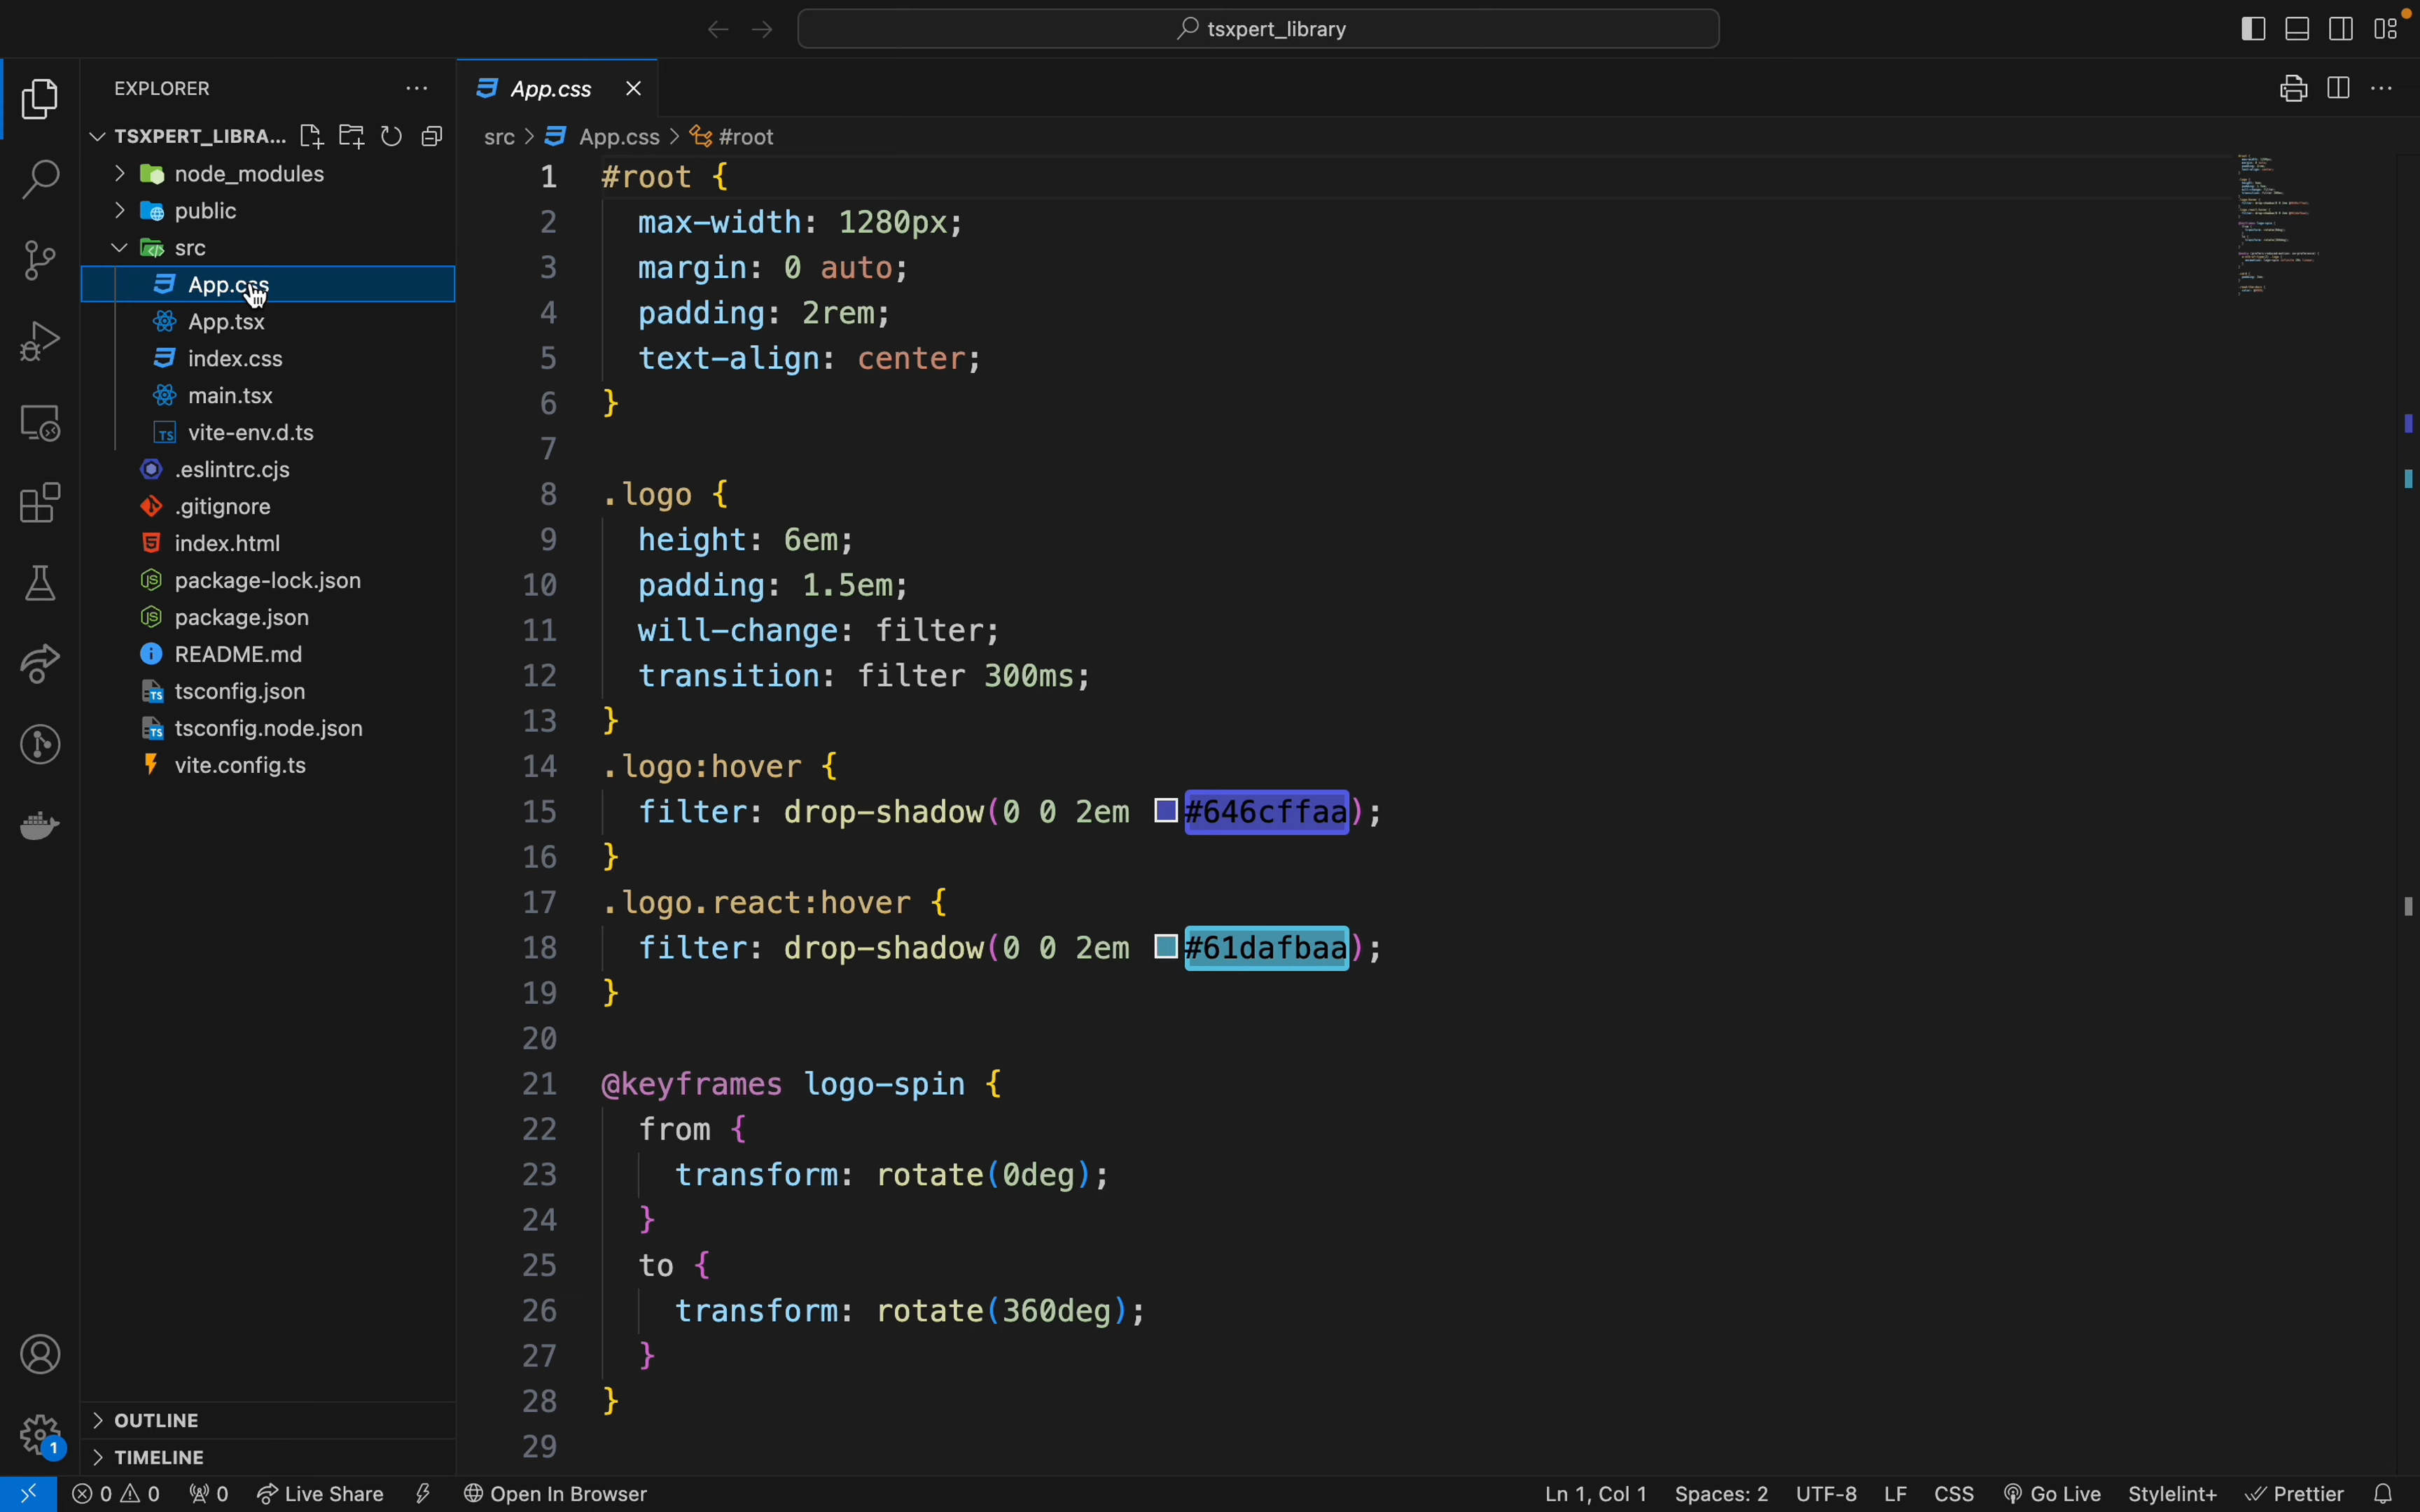 tsxpert_library
EXPLORER
TSXPERT_LIBRA...
node_modules
public
src
App.css
App.tsx
index.css
main.tsx
TS vite-env.d.ts
.eslintrc.cjs
.gitignore
index.html
package-lock.json
package.json
README.md
tsconfig.json
tsconfig.node.json
vite.config.ts
OUTLINE
TIMELINE
App.css
src > App.css > #root
1 #root {
2 max-width: 1280px;
3 margin: 0 auto;
4 padding: 2rem;
5 text-align: center;
6 }
7
8 .logo {
9 height: 6em;
10 padding: 1.5em;
11 will-change: filter;
12 transition: filter 300ms;
13 }
14 .logo:hover {
15 filter: drop-shadow(0 0 2em #646cffaa);
16 }
17 .logo.react:hover {
18 filter: drop-shadow(0 0 2em #61dafbaa);
19 }
20
21 @keyframes logo-spin {
22 from {
23 transform: rotate(0deg);
24 }
25 to {
26 transform: rotate(360deg);
27 }
28 }
29
1
0 0 0 Live Share Open In Browser Ln 1, Col 1 Spaces: 2 UTF-8 LF CSS Go Live Stylelint+ Prettier